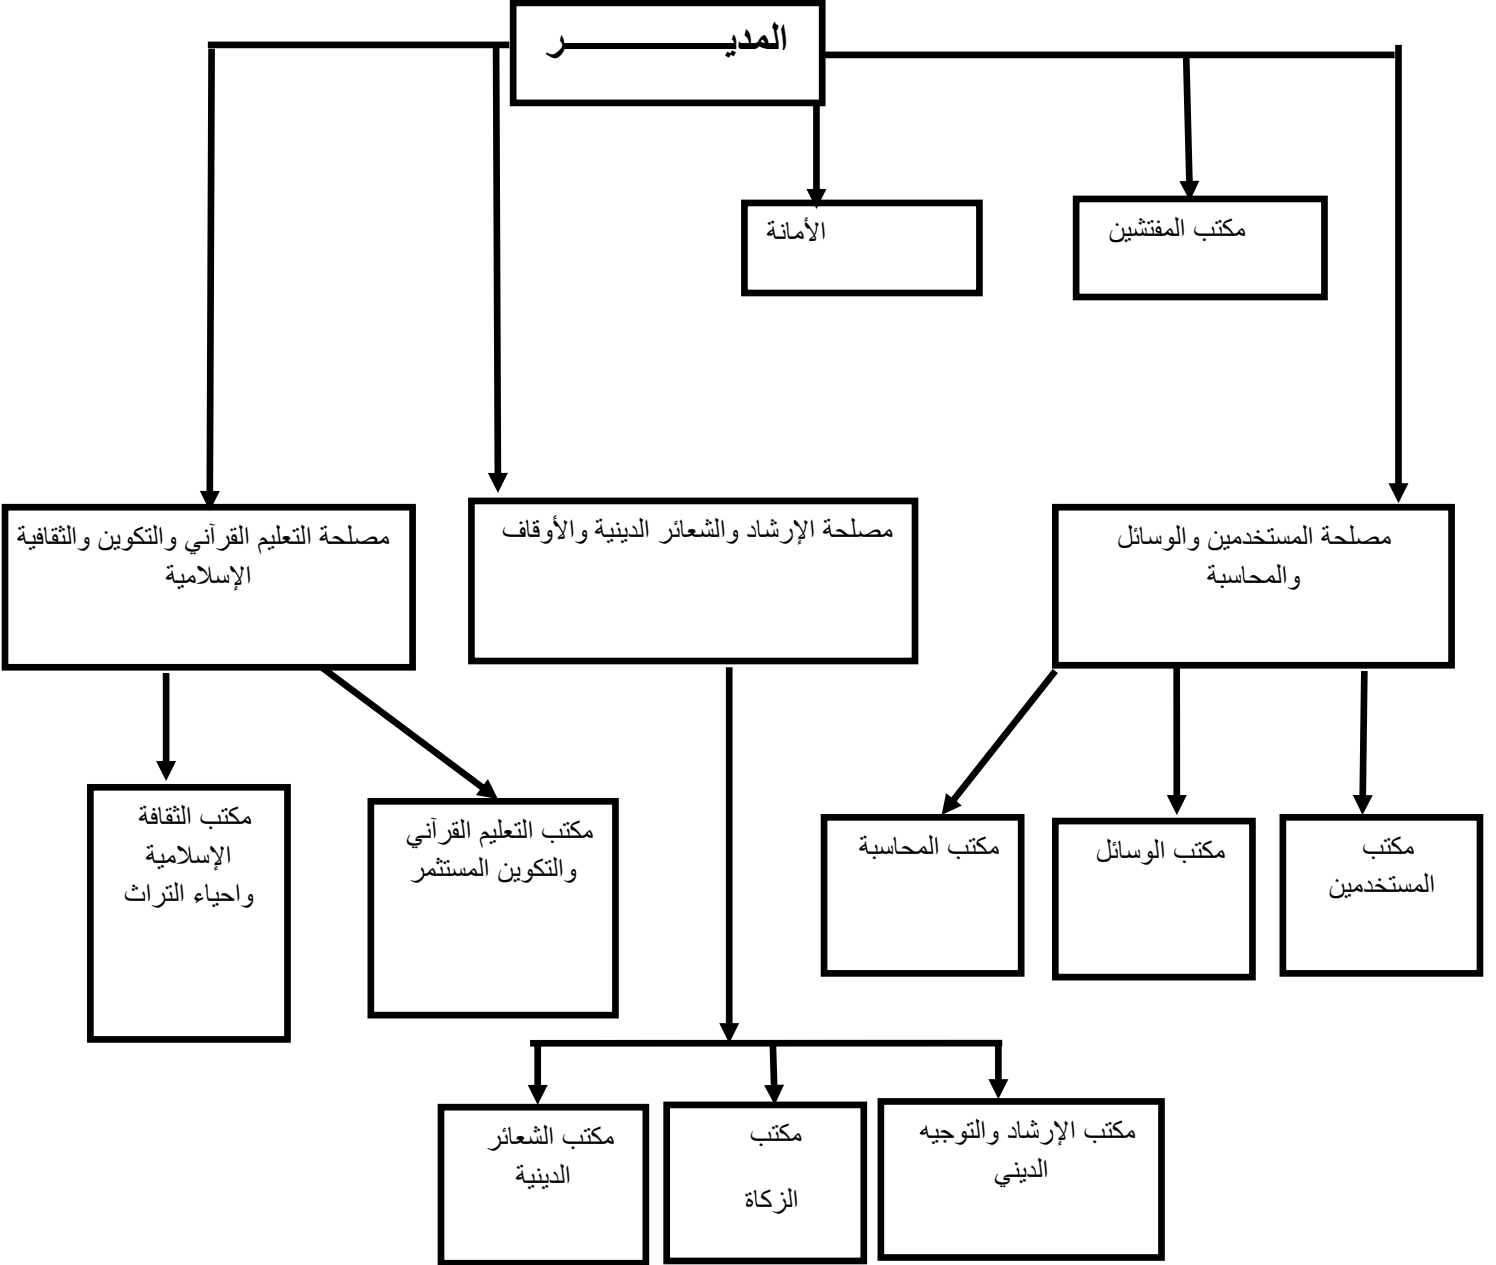 المديـــــــــــــر
مكتب المفتشين
الأمانة
مصلحة المستخدمين والوسائل
والمحاسبة
مصلحة الإرشاد والشعائر الدينية والأوقاف
مصلحة التعليم القرآني والتكوين والثقافية
الإسلامية
مكتب
المستخدمين
مكتب الوسائل
مكتب المحاسبة
مكتب التعليم القرآني
والتكوين المستثمر
مكتب الثقافة
الإسلامية
واحياء التراث
مكتب الإرشاد والتوجيه
الديني
مكتب
الزكاة
مكتب الشعائر
الدينية